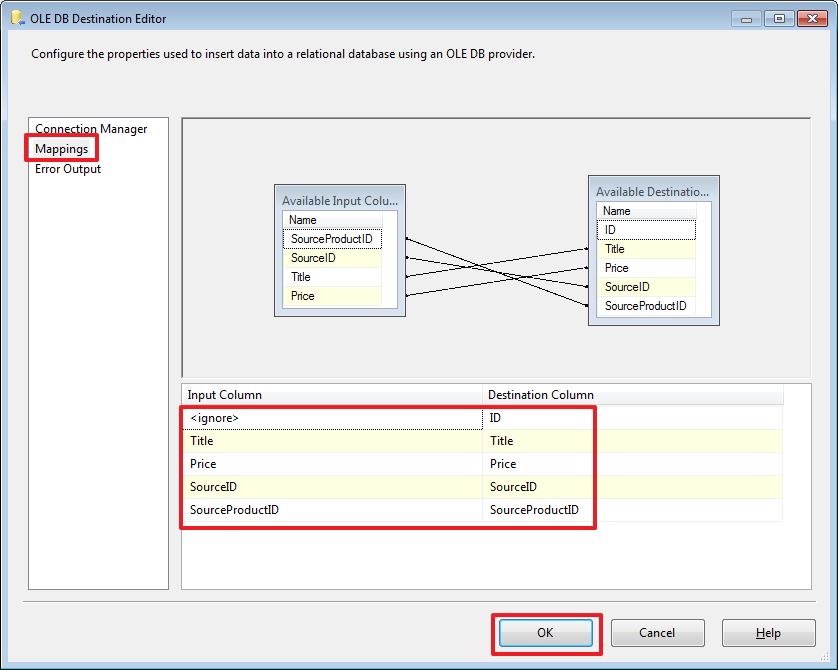 OLE DB Destination Editor
Configure the properties used to insert data into a relational database using an OLE DB provider.
Connection Manager
Mappings
Error Output
Available Input Colu...
Name
SourceProductID
SourceID
Title
Price
Available Destinatio...
Name
ID
Title
Price
SourceID
SourceProductID
Input Column Destination Column
<ignore> ID
Title Title
Price Price
SourceID SourceID
SourceProductID SourceProductID
OK Cancel Help